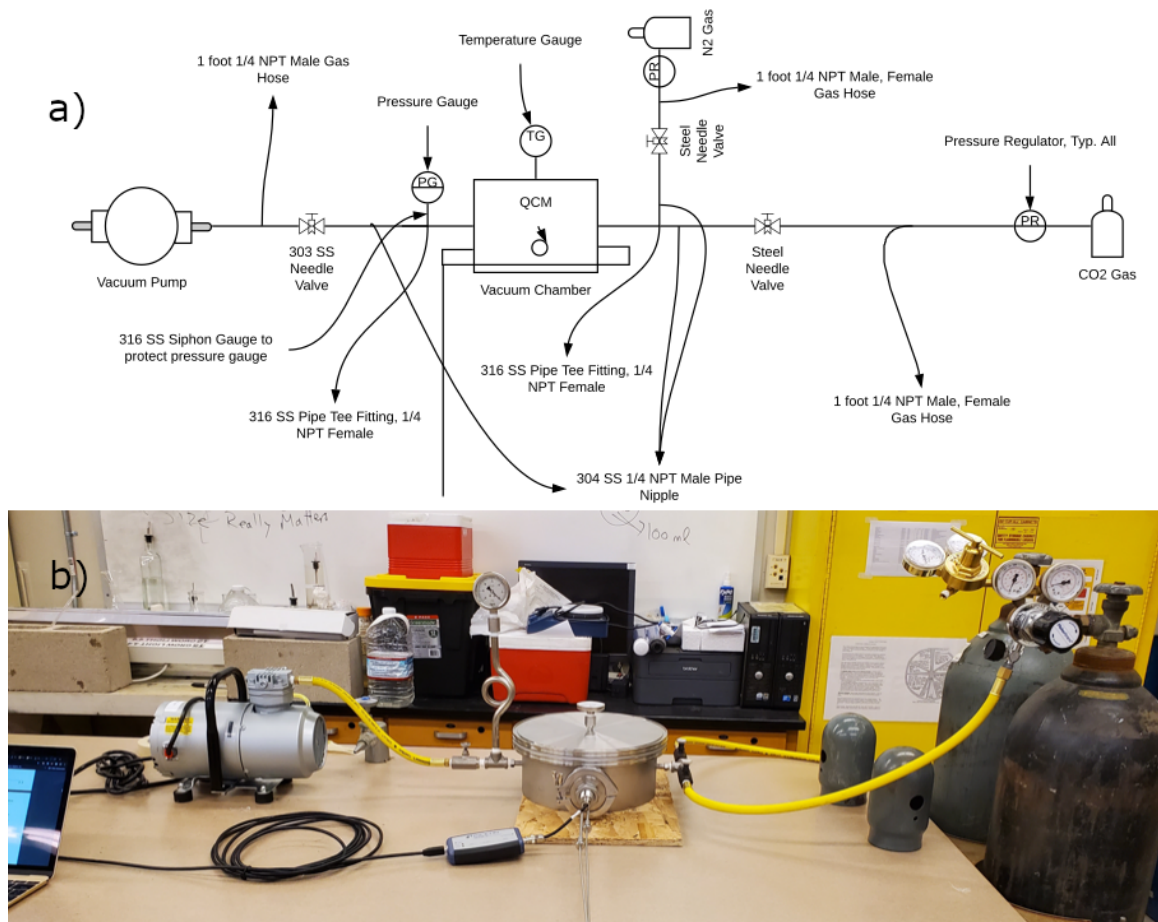 a)
1 foot 1/4 NPT Male Gas
Hose
Temperature Gauge
N2 Gas
PR
1 foot 1/4 NPT Male, Female
Gas Hose
Pressure Gauge
TG
Steel
Needle
Valve
Pressure Regulator, Typ. All
PG
QCM
PR
303 SS
Needle
Valve
Vacuum Pump
Vacuum Chamber
Steel
Needle
Valve
CO2 Gas
316 SS Siphon Gauge to
protect pressure gauge
316 SS Pipe Tee Fitting, 1/4
NPT Female
316 SS Pipe Tee Fitting, 1/4
NPT Female
1 foot 1/4 NPT Male, Female
Gas Hose
304 SS 1/4 NPT Male Pipe
Nipple
b)
Size Really Matters
100 ml